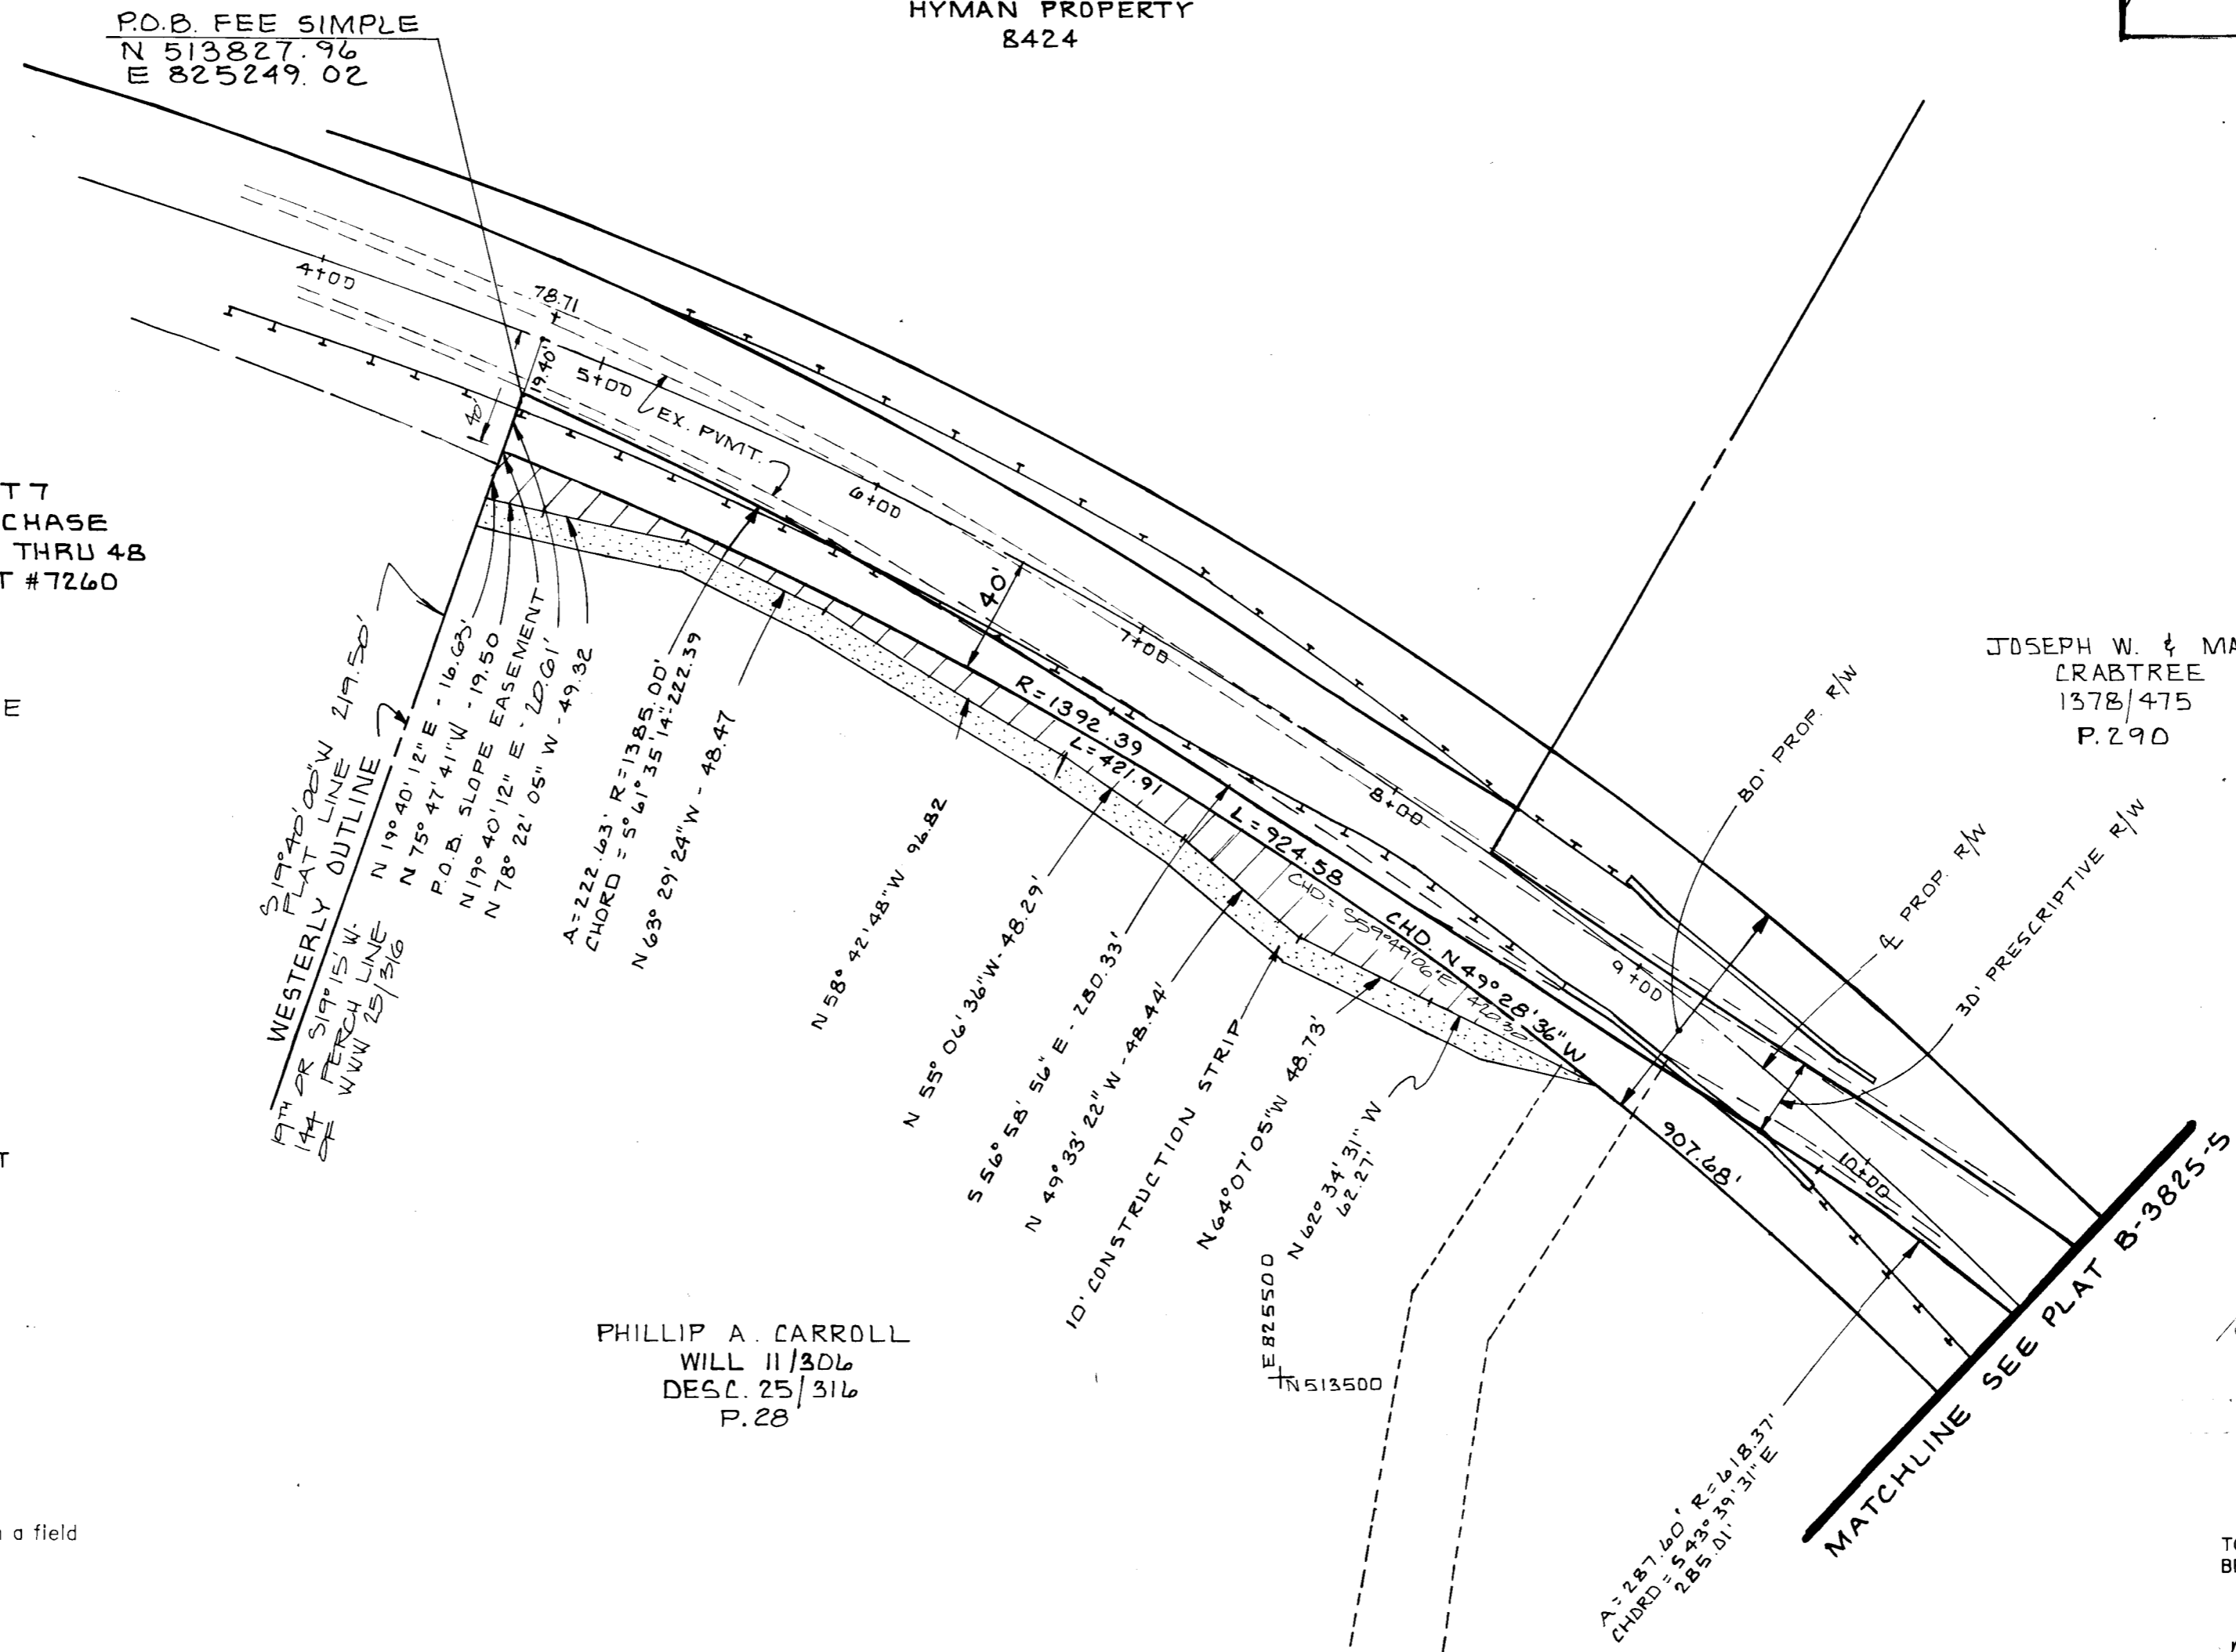 HYMAN PROPERTY
8424
P.O.B. FEE SIMPLE
N 513827.96
E 825249.02
4+00
78.71
19.40'
40'
5+00
EX. PVMT.
6+00
40'
7+00
8+00
9+00
10+00
T 7
CHASE
THRU 48
T #7260
E
T
a field
S19°40'00"W 219.50'
PLAT LINE
WESTERLY OUTLINE
19TH OR S19°15'W-
144 PERCH LINE
OF WWW 25/316
N 19° 40' 12" E - 16.63'
N 75° 47' 41" W - 19.50
P.O.B. SLOPE EASEMENT
N 19° 40' 12" E - 20.61'
N 78° 22' 05" W - 49.32
A = 222.63' R = 1385.00'
CHORD = S° 61° 35' 14" 222.39
N 63° 29' 24" W - 48.47
N 58° 42' 48" W 96.82
N 55° 06' 36" W - 48.29'
S 56° 58' 56" E - 280.33'
N 49° 33' 22" W - 48.44'
10' CONSTRUCTION STRIP
N 64° 07' 05" W 48.73'
N 62° 34' 31" W
62.27'
R = 1392.39
L = 421.91
L = 924.58
CHD. N 49° 28' 36" W
CHD = S59°49'06"E 420.30'
907.68'
80' PROP. R/W
℄ PROP. R/W
30' PRESCRIPTIVE R/W
JOSEPH W. & MA
CRABTREE
1378/475
P.290
PHILLIP A. CARROLL
WILL 11/306
DESC. 25/316
P.28
E 825500
N 513500
A = 287.60' R = 618.37'
CHORD = S 43° 39' 31" E
285.01'
MATCHLINE SEE PLAT B-3825-5